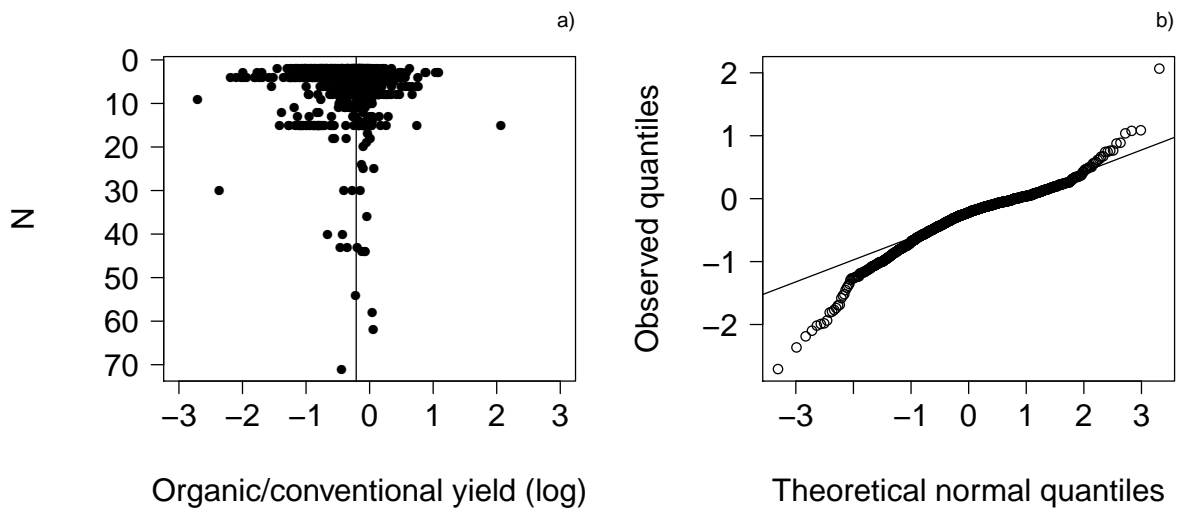 a)
0
10
20
30
40
50
60
70
N
−3 −2 −1 0 1 2 3
Organic/conventional yield (log)
b)
2
1
0
−1
−2
Observed quantiles
−3 −1 0 1 2 3
Theoretical normal quantiles